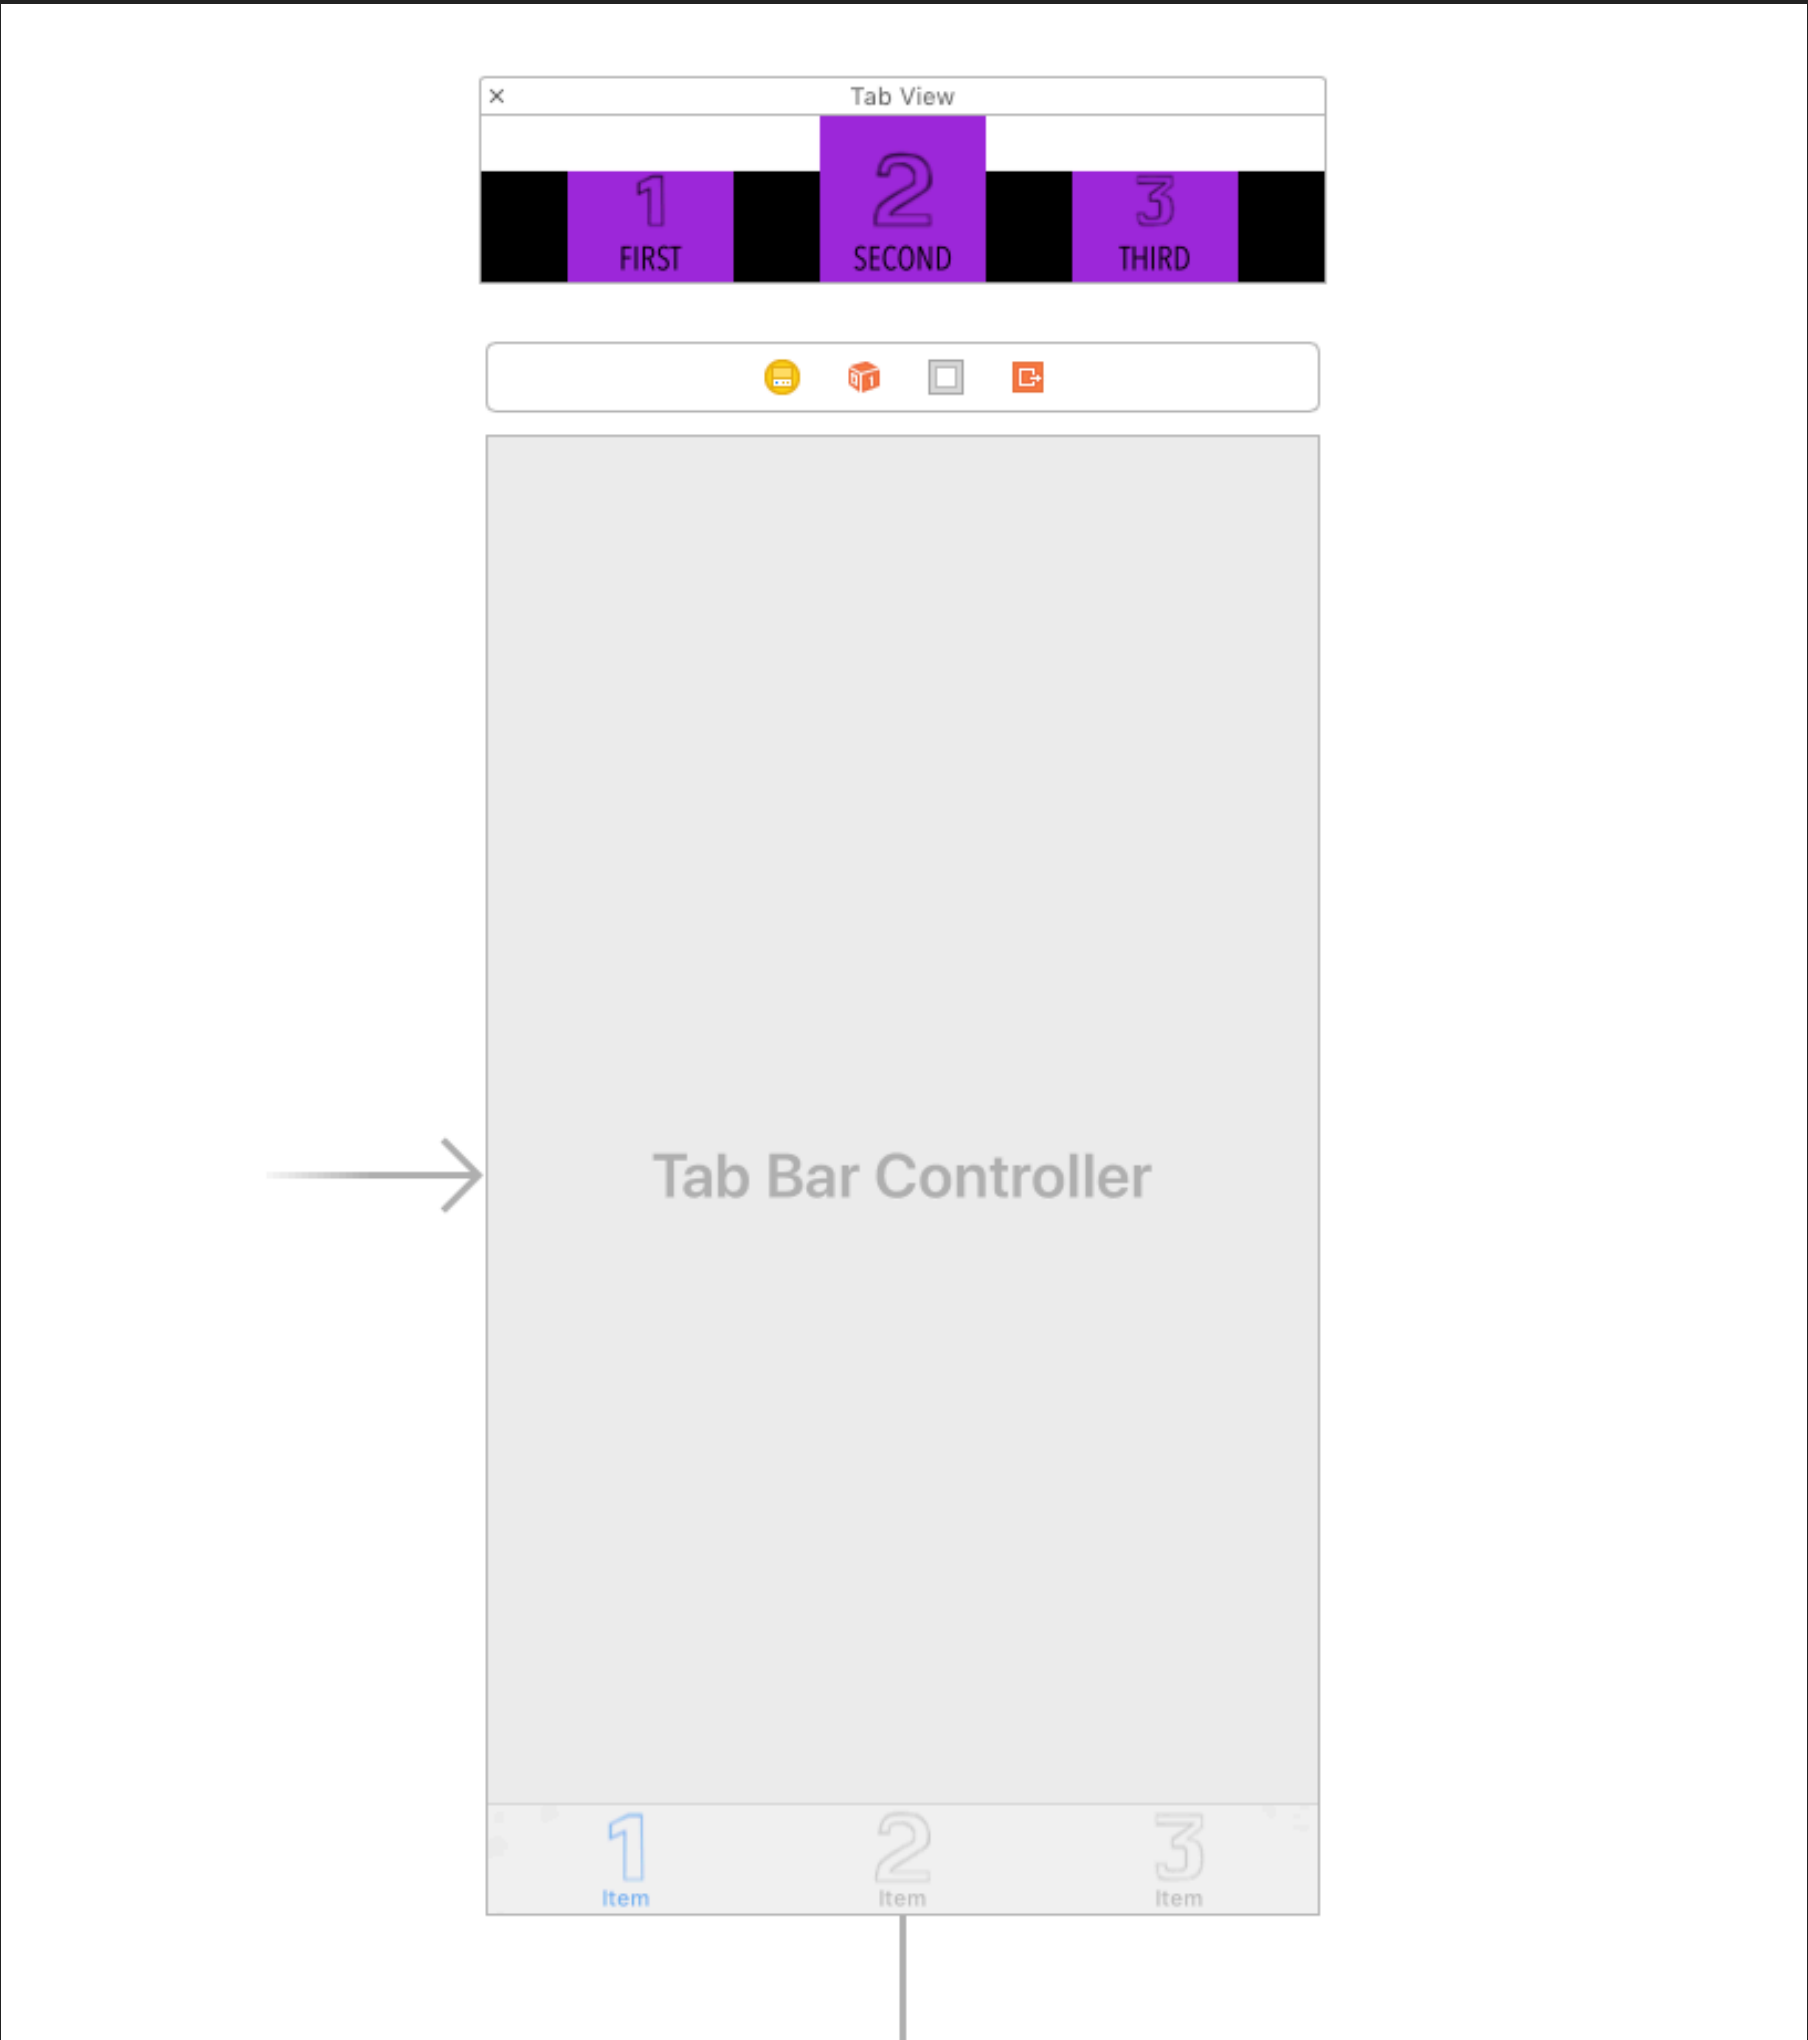 Tab View
1 2 3
FIRST SECOND THIRD
Tab Bar Controller
1 2 3
Item Item Item